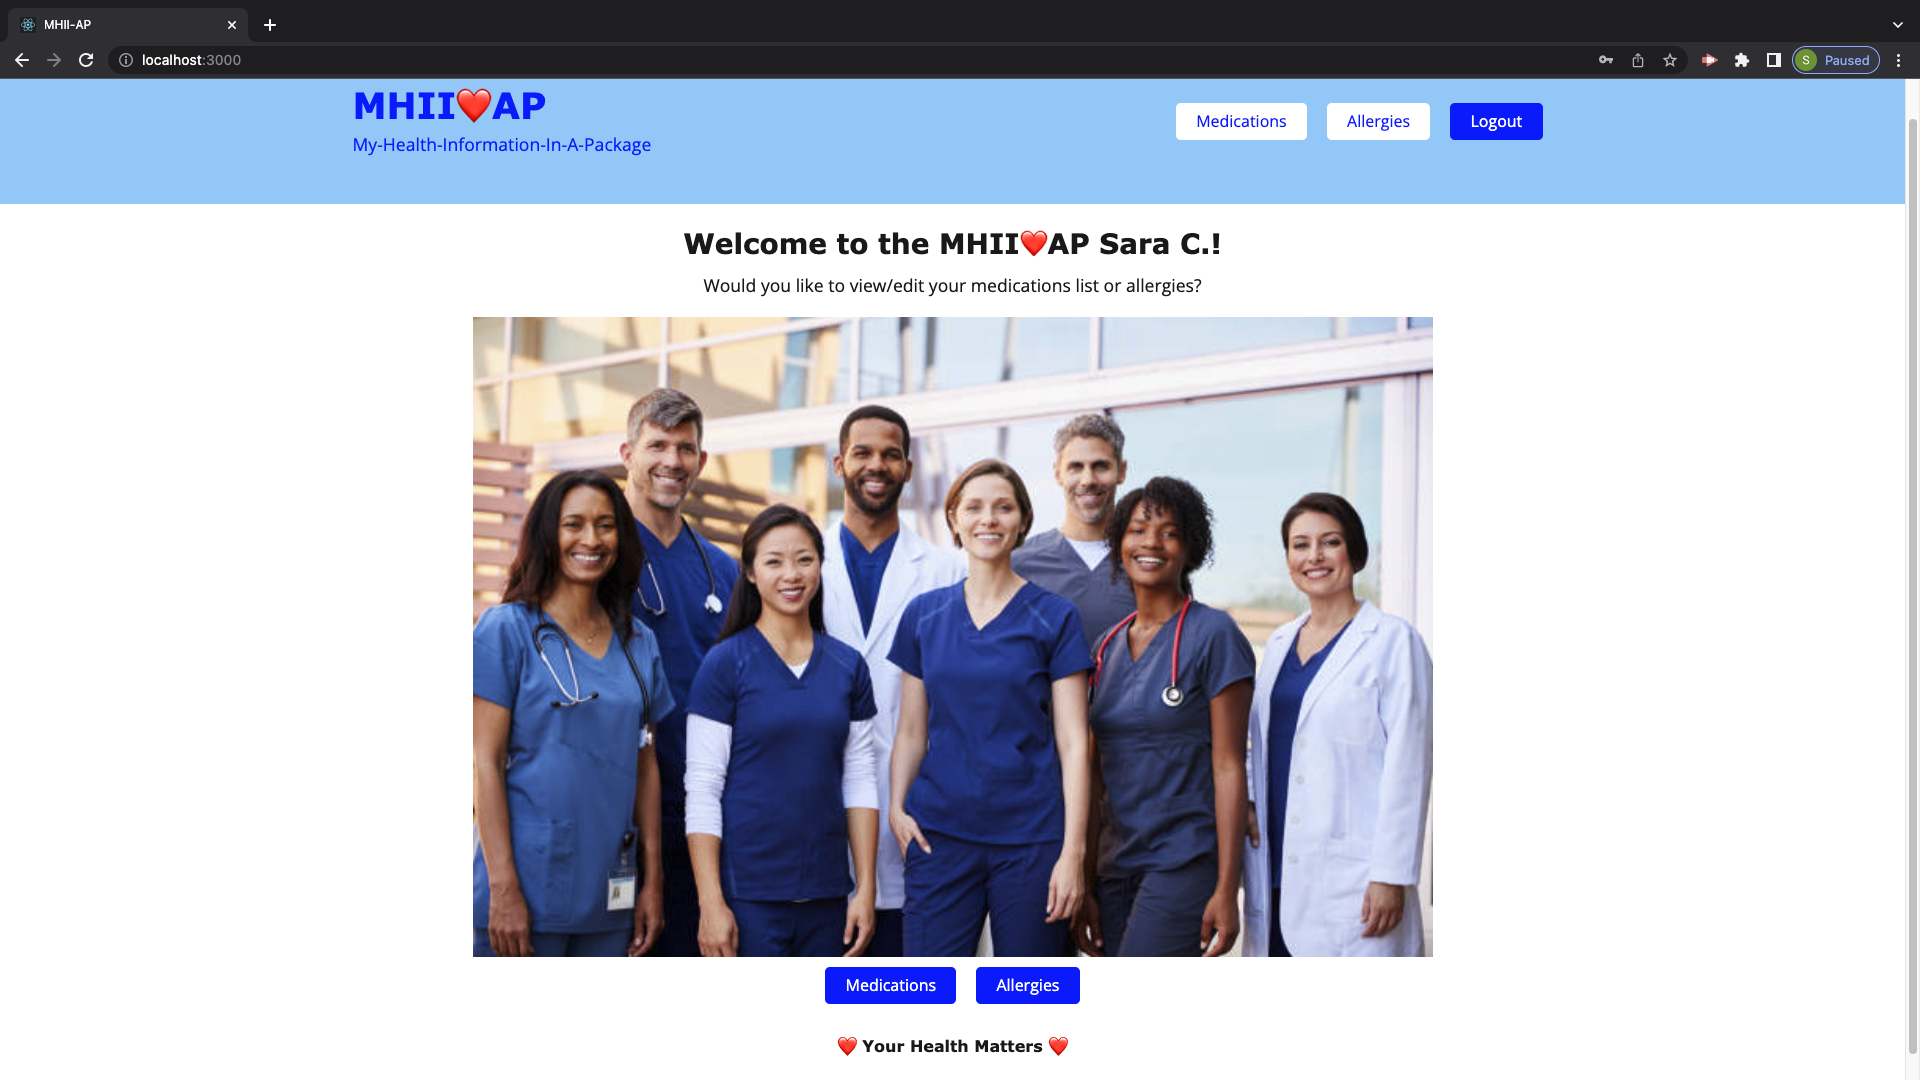 MHII-AP
localhost:3000
S Paused
MHII❤️AP
My-Health-Information-In-A-Package
Medications Allergies Logout
Welcome to the MHII❤️AP Sara C.!
Would you like to view/edit your medications list or allergies?
Medications Allergies
❤️ Your Health Matters ❤️